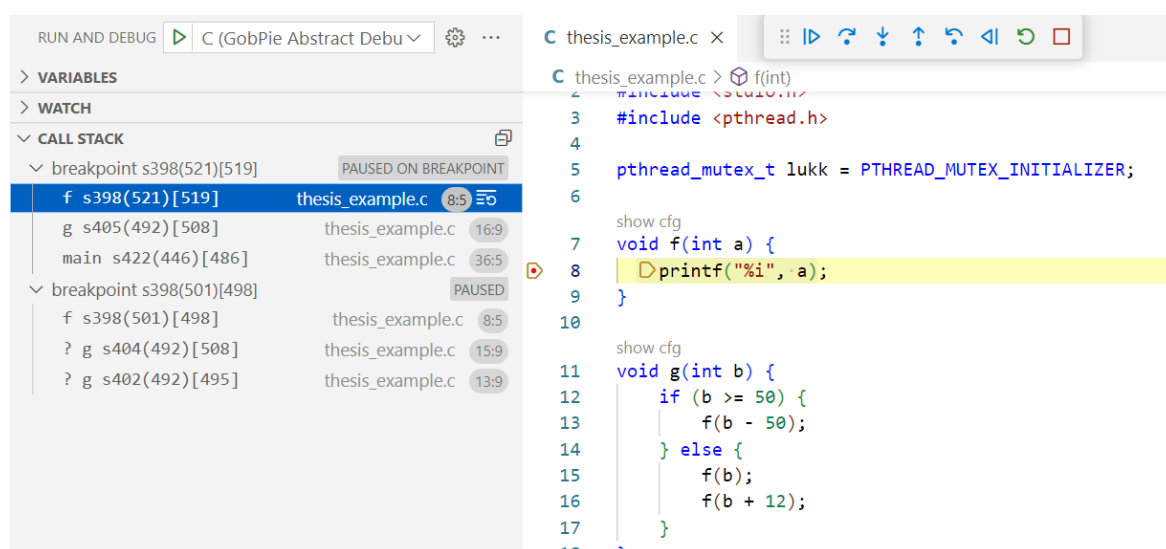 RUN AND DEBUG C (GobPie Abstract Debu
VARIABLES
WATCH
CALL STACK
breakpoint s398(521)[519] PAUSED ON BREAKPOINT
f s398(521)[519] thesis_example.c 8:5
g s405(492)[508] thesis_example.c 16:9
main s422(446)[486] thesis_example.c 36:5
breakpoint s398(501)[498] PAUSED
f s398(501)[498] thesis_example.c 8:5
? g s404(492)[508] thesis_example.c 15:9
? g s402(492)[495] thesis_example.c 13:9
C thesis_example.c ×
C thesis_example.c > f(int)
2 #include <stdio.h>
3 #include <pthread.h>
4
5 pthread_mutex_t lukk = PTHREAD_MUTEX_INITIALIZER;
6
show cfg
7 void f(int a) {
8 printf("%i", a);
9 }
10
show cfg
11 void g(int b) {
12 if (b >= 50) {
13 f(b - 50);
14 } else {
15 f(b);
16 f(b + 12);
17 }